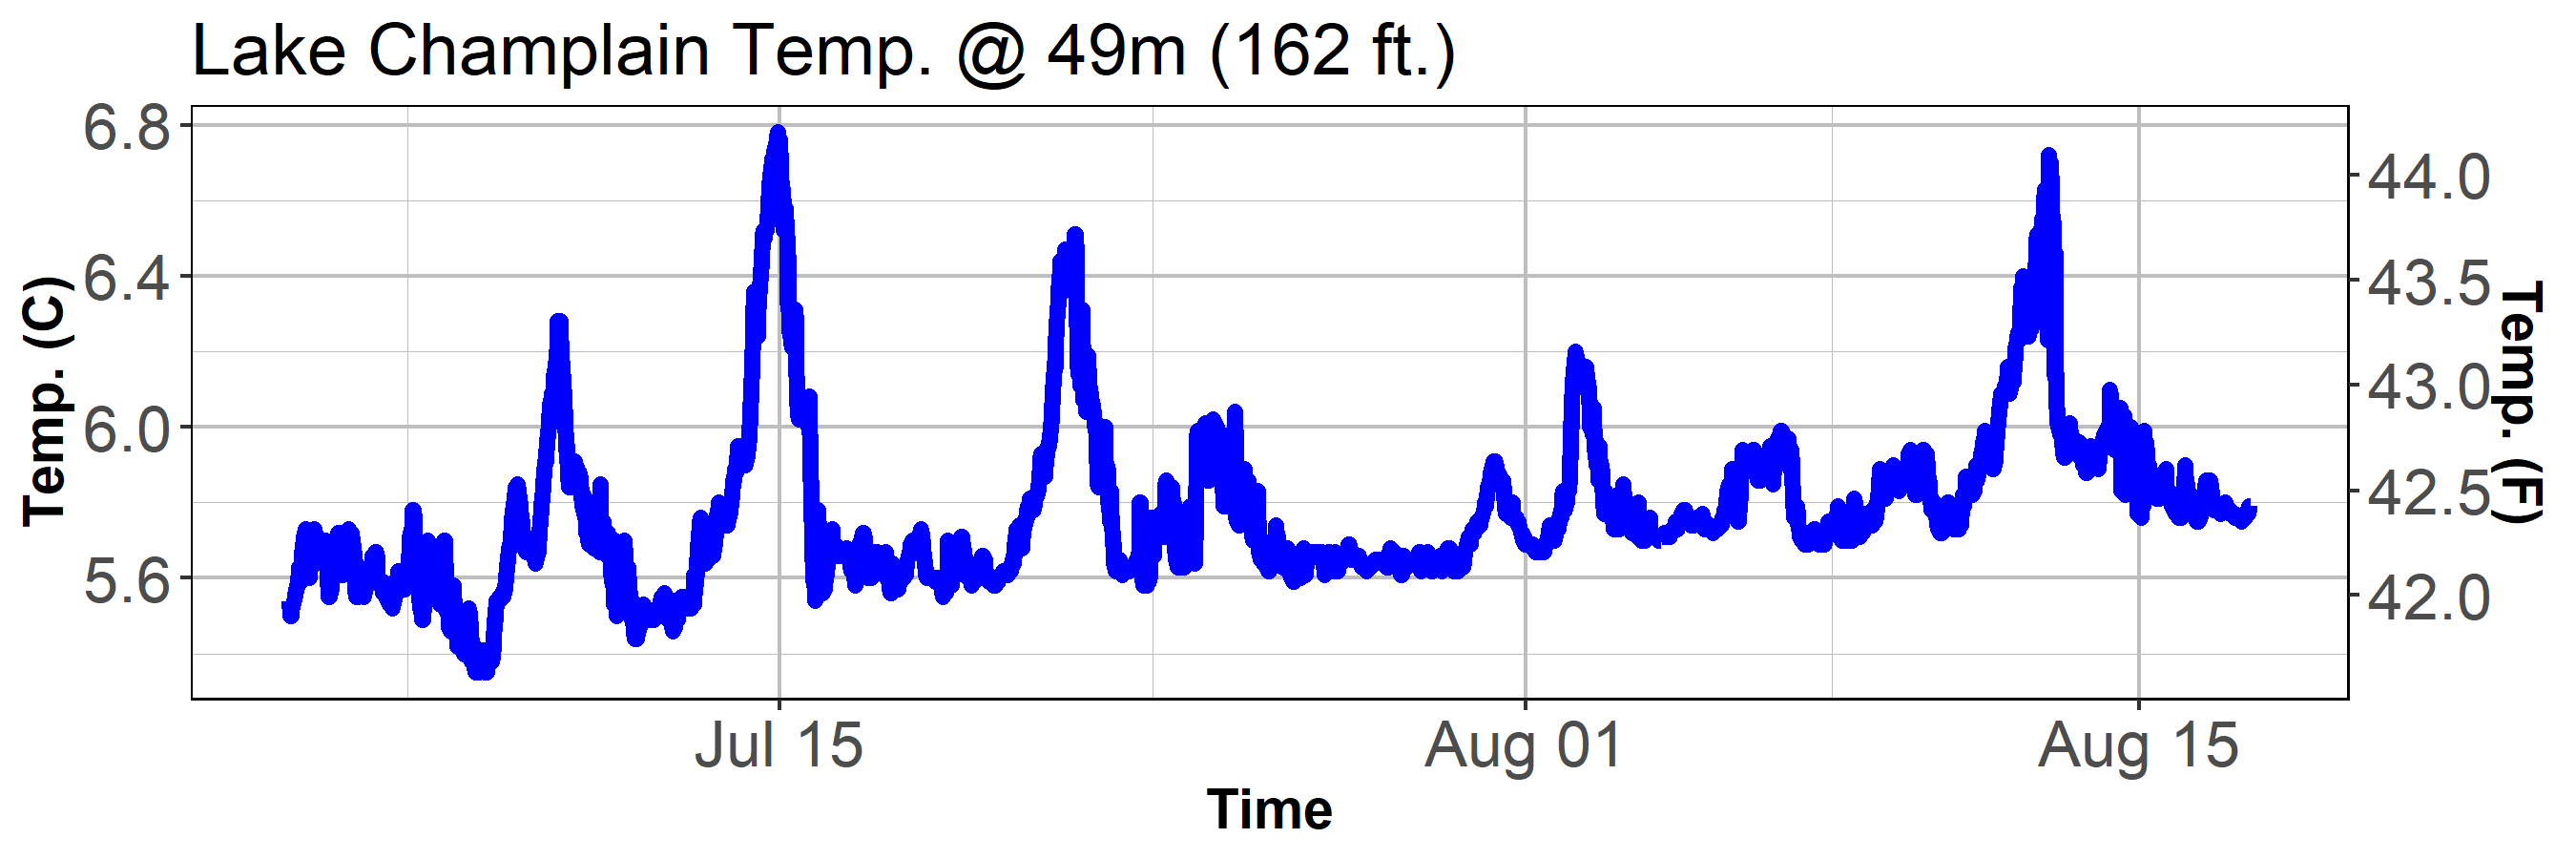 Lake Champlain Temp. @ 49m (162 ft.)
6.8
6.4
6.0
5.6
Temp. (C)
44.0
43.5
43.0
42.5
42.0
Temp. (F)
Jul 15
Aug 01
Aug 15
Time